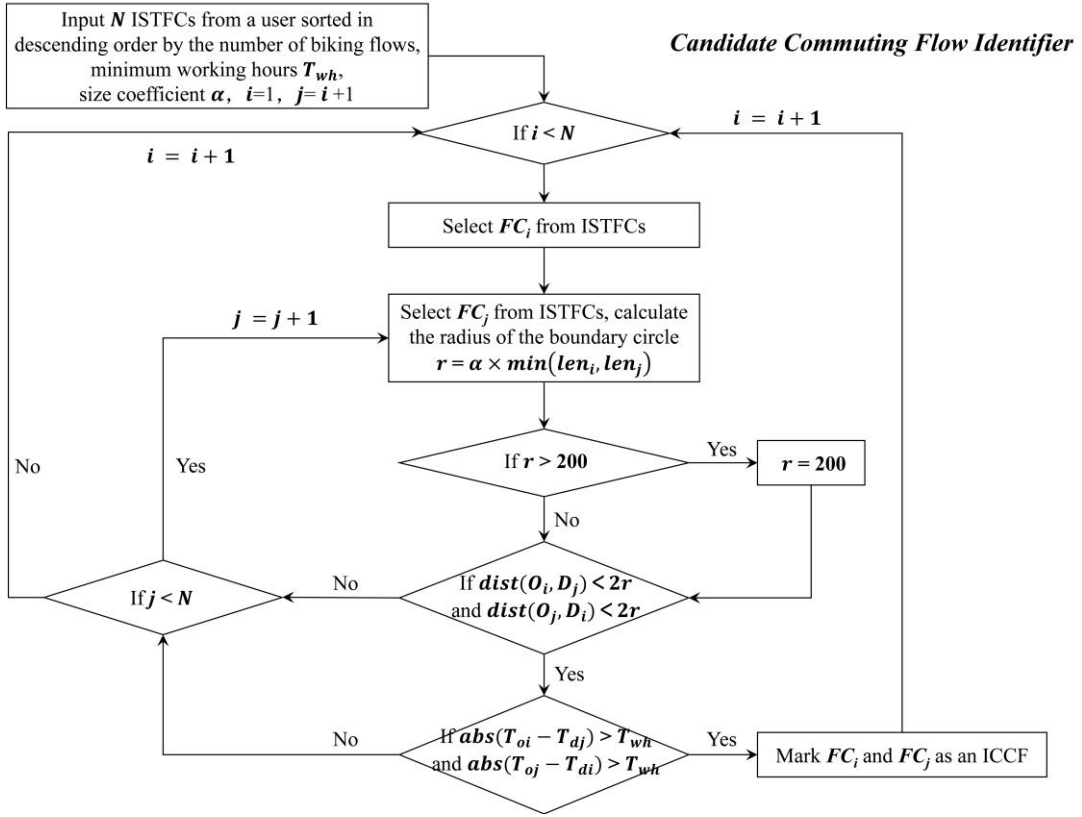 Input N ISTFCs from a user sorted in
descending order by the number of biking flows,
minimum working hours T_wh,
size coefficient α, i=1, j= i +1
Candidate Commuting Flow Identifier
If i < N
i = i + 1
i = i + 1
Select FC_i from ISTFCs
Select FC_j from ISTFCs, calculate
the radius of the boundary circle
r = α × min(len_i, len_j)
j = j + 1
If r > 200
Yes
r = 200
No
No
Yes
If dist(O_i, D_j) < 2r
and dist(O_j, D_i) < 2r
No
If j < N
Yes
If abs(T_oi − T_dj) > T_wh
and abs(T_oj − T_di) > T_wh
No
Yes
Mark FC_i and FC_j as an ICCF